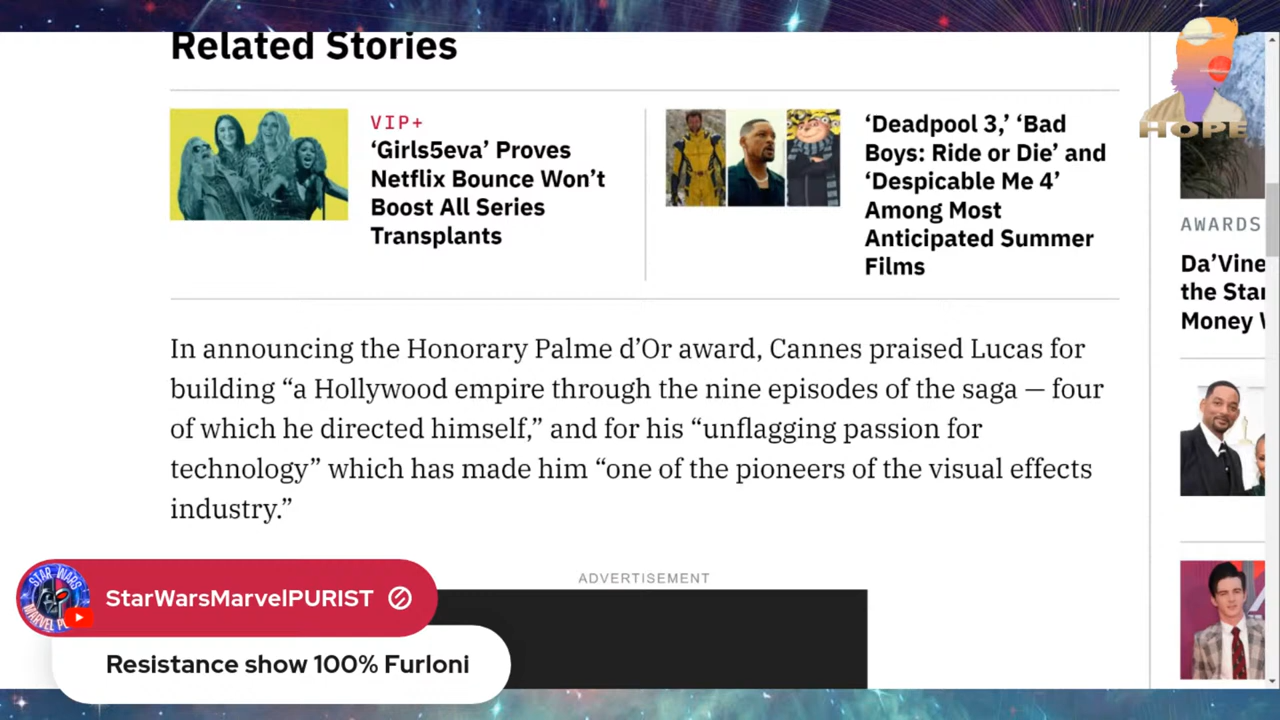 Related Stories
HOPE
VIP+
‘Girls5eva’ Proves
Netflix Bounce Won’t
Boost All Series
Transplants
‘Deadpool 3,’ ‘Bad
Boys: Ride or Die’ and
‘Despicable Me 4’
Among Most
Anticipated Summer
Films
AWARDS
Da’Vine
the Star
Money
In announcing the Honorary Palme d’Or award, Cannes praised Lucas for
building “a Hollywood empire through the nine episodes of the saga — four
of which he directed himself,” and for his “unflagging passion for
technology” which has made him “one of the pioneers of the visual effects
industry.”
ADVERTISEMENT
STAR WARS
StarWarsMarvelPURIST
Resistance show 100% Furloni